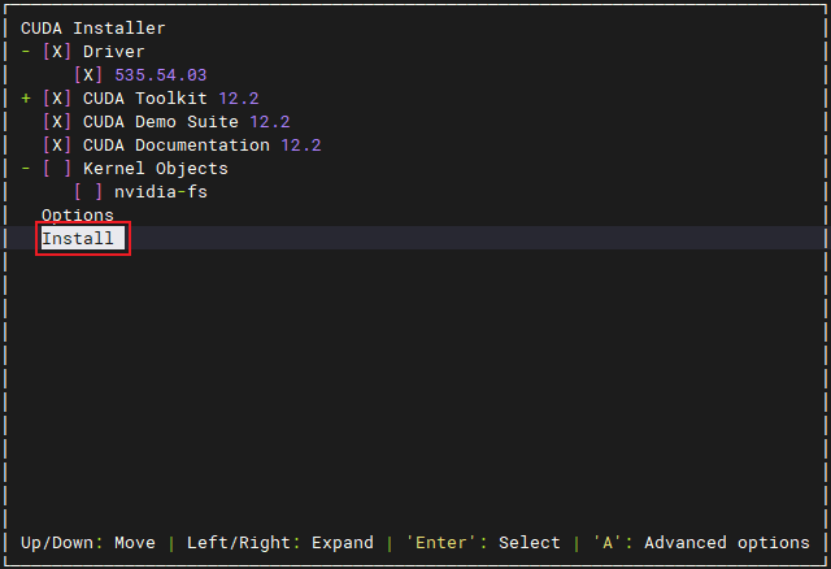 CUDA Installer
- [X] Driver
[X] 535.54.03
+ [X] CUDA Toolkit 12.2
[X] CUDA Demo Suite 12.2
[X] CUDA Documentation 12.2
- [ ] Kernel Objects
[ ] nvidia-fs
Options
Install
Up/Down: Move | Left/Right: Expand | 'Enter': Select | 'A': Advanced options